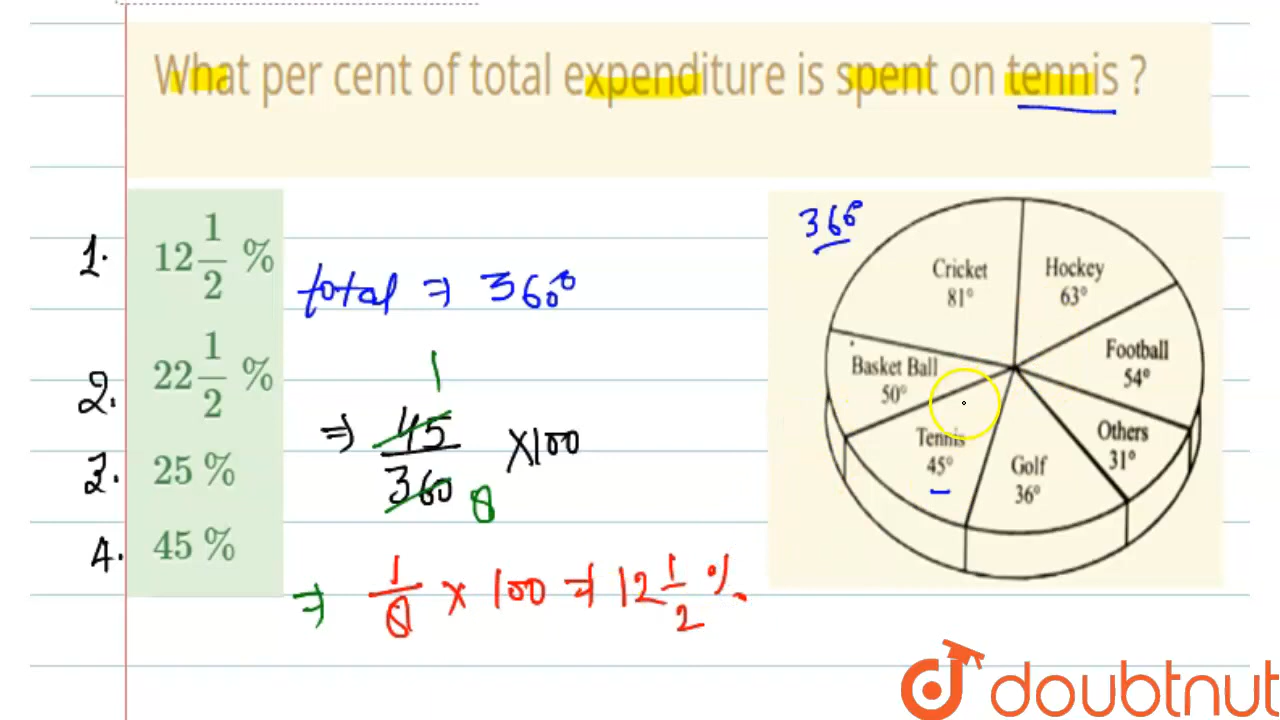 What per cent of total expenditure is spent on tennis ?
1. 12 1/2 %
2. 22 1/2 %
3. 25 %
4. 45 %
total ⇒ 360°
⇒ 45/360 ×100
1
8
⇒ 1/8 × 100 ⇒ 12 1/2 %
360°
Cricket
81°
Hockey
63°
Football
54°
Others
31°
Golf
36°
Tennis
45°
Basket Ball
50°
doubtnut